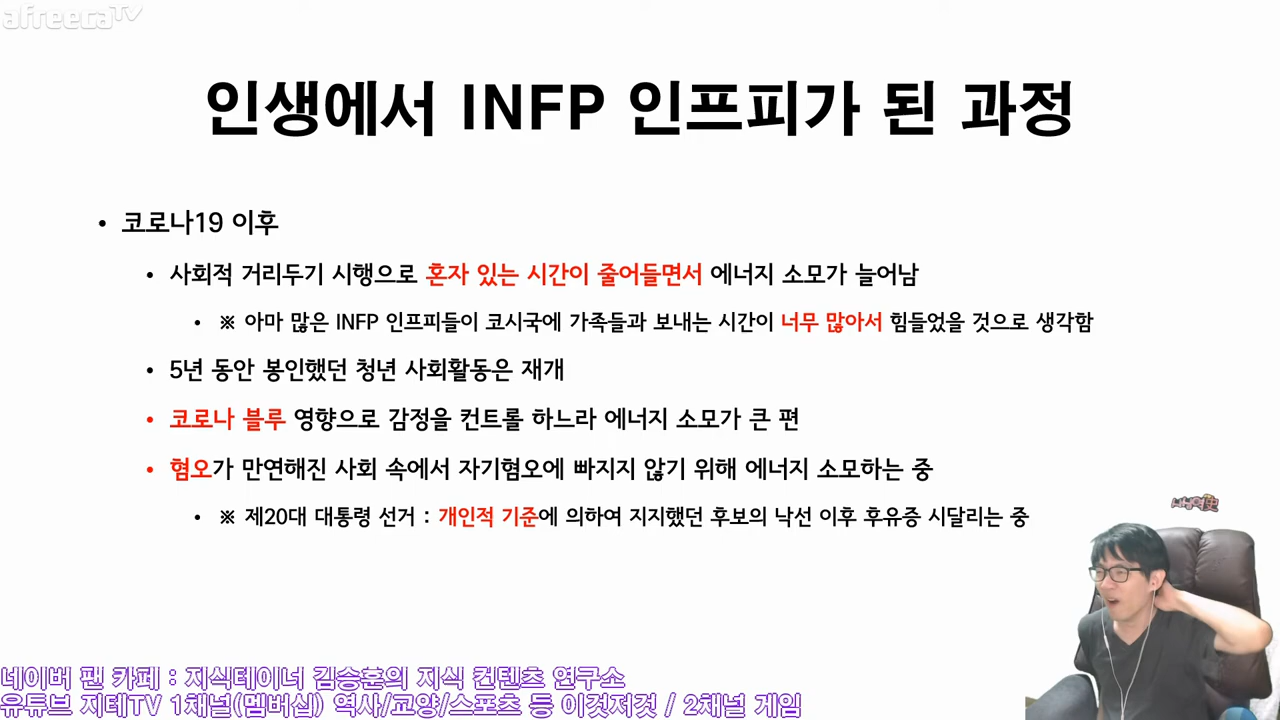 afreecaTV
인생에서 INFP 인프피가 된 과정
• 코로나19 이후
• 사회적 거리두기 시행으로 혼자 있는 시간이 줄어들면서 에너지 소모가 늘어남
• ※ 아마 많은 INFP 인프피들이 코시국에 가족들과 보내는 시간이 너무 많아서 힘들었을 것으로 생각함
• 5년 동안 봉인했던 청년 사회활동은 재개
• 코로나 블루 영향으로 감정을 컨트롤 하느라 에너지 소모가 큰 편
• 혐오가 만연해진 사회 속에서 자기혐오에 빠지지 않기 위해 에너지 소모하는 중
• ※ 제20대 대통령 선거 : 개인적 기준에 의하여 지지했던 후보의 낙선 이후 후유증 시달리는 중
네이버 팬 카페 : 지식테이너 김승훈의 지식 컨텐츠 연구소
유튜브 지테TV 1채널(멤버십) 역사/교양/스포츠 등 이것저것 / 2채널 게임